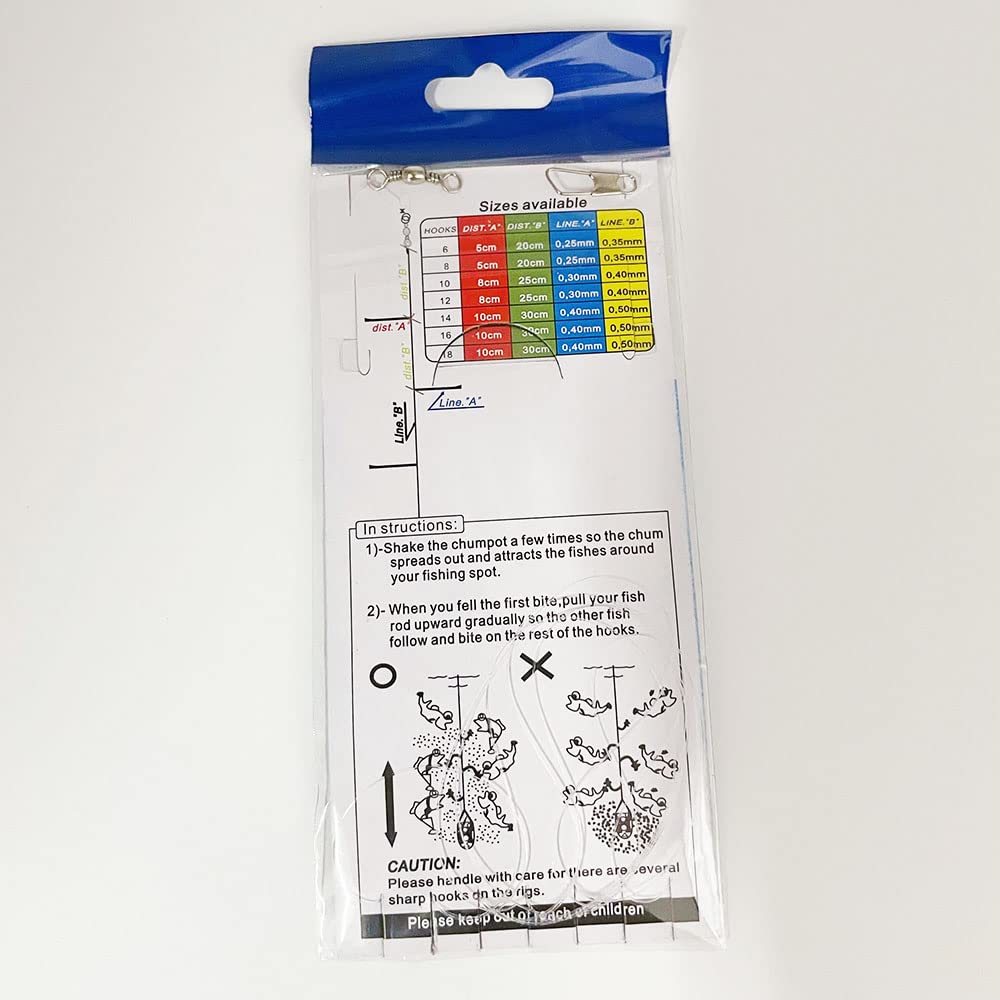 Sizes available
HOOKS DIST."A" DIST."B" LINE."A" LINE."B"
6 5cm 20cm 0,25mm 0,35mm
8 5cm 20cm 0,25mm 0,35mm
10 8cm 25cm 0,30mm 0,40mm
12 8cm 25cm 0,30mm 0,40mm
14 10cm 30cm 0,40mm 0,50mm
16 10cm 30cm 0,40mm 0,50mm
18 10cm 30cm 0,40mm 0,50mm
dist."B"
dist."A"
dist."B"
Line."A"
Line."B"
In structions:
1)-Shake the chumpot a few times so the chum
spreads out and attracts the fishes around
your fishing spot.
2)- When you fell the first bite,pull your fish
rod upward gradually so the other fish
follow and bite on the rest of the hooks.
CAUTION:
Please handle with care for there are several
sharp hooks on the rigs.
Please keep out of reach of children